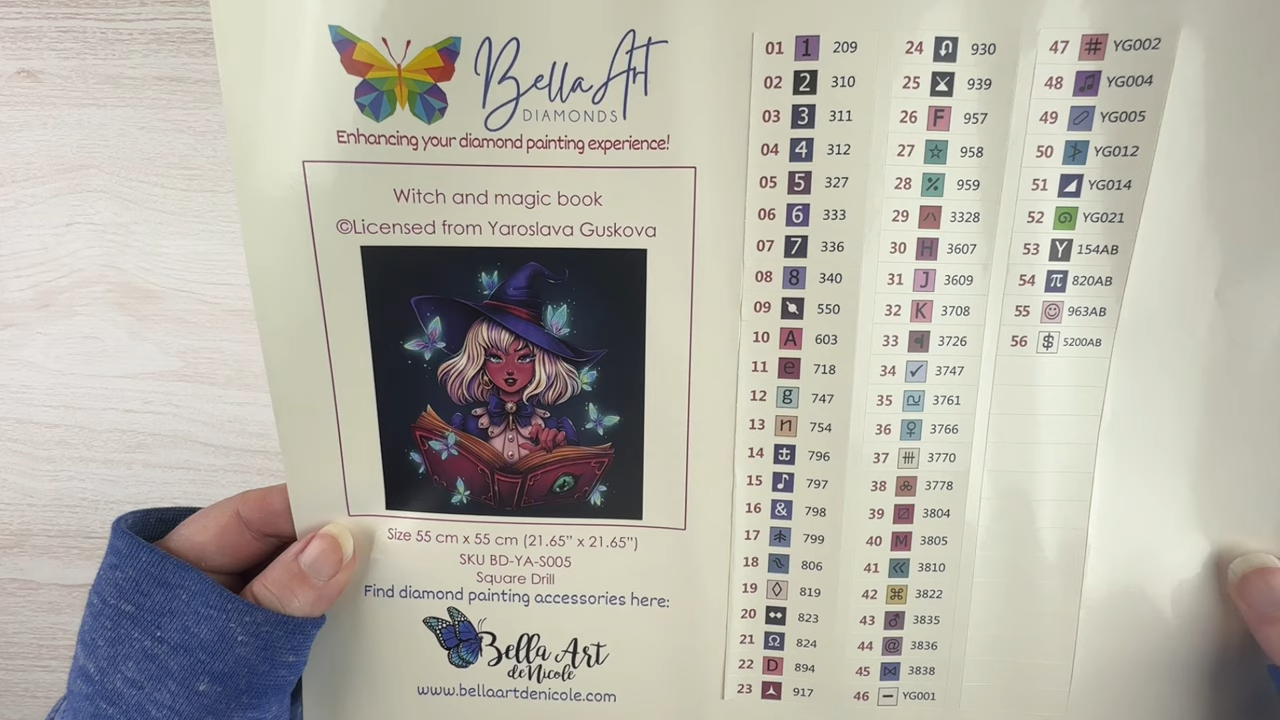 Bella Art
DIAMONDS
Enhancing your diamond painting experience!
Witch and magic book
©Licensed from Yaroslava Guskova
Size 55 cm x 55 cm (21.65" x 21.65")
SKU BD-YA-S005
Square Drill
Find diamond painting accessories here:
Bella Art
deNicole
www.bellaartdenicole.com
01 1 209
02 2 310
03 3 311
04 4 312
05 5 327
06 6 333
07 7 336
08 8 340
09 550
10 A 603
11 e 718
12 g 747
13 n 754
14 796
15 ♪ 797
16 & 798
17 799
18 806
19 ◊ 819
20 823
21 Ω 824
22 D 894
23 917
24 930
25 939
26 F 957
27 ☆ 958
28 % 959
29 3328
30 H 3607
31 J 3609
32 K 3708
33 3726
34 ✓ 3747
35 3761
36 ♀ 3766
37 3770
38 3778
39 3804
40 M 3805
41 « 3810
42 ⌘ 3822
43 ♂ 3835
44 @ 3836
45 ⋈ 3838
46 – YG001
47 # YG002
48 ♫ YG004
49 YG005
50 YG012
51 YG014
52 YG021
53 Y 154AB
54 π 820AB
55 ☺ 963AB
56 $ 5200AB